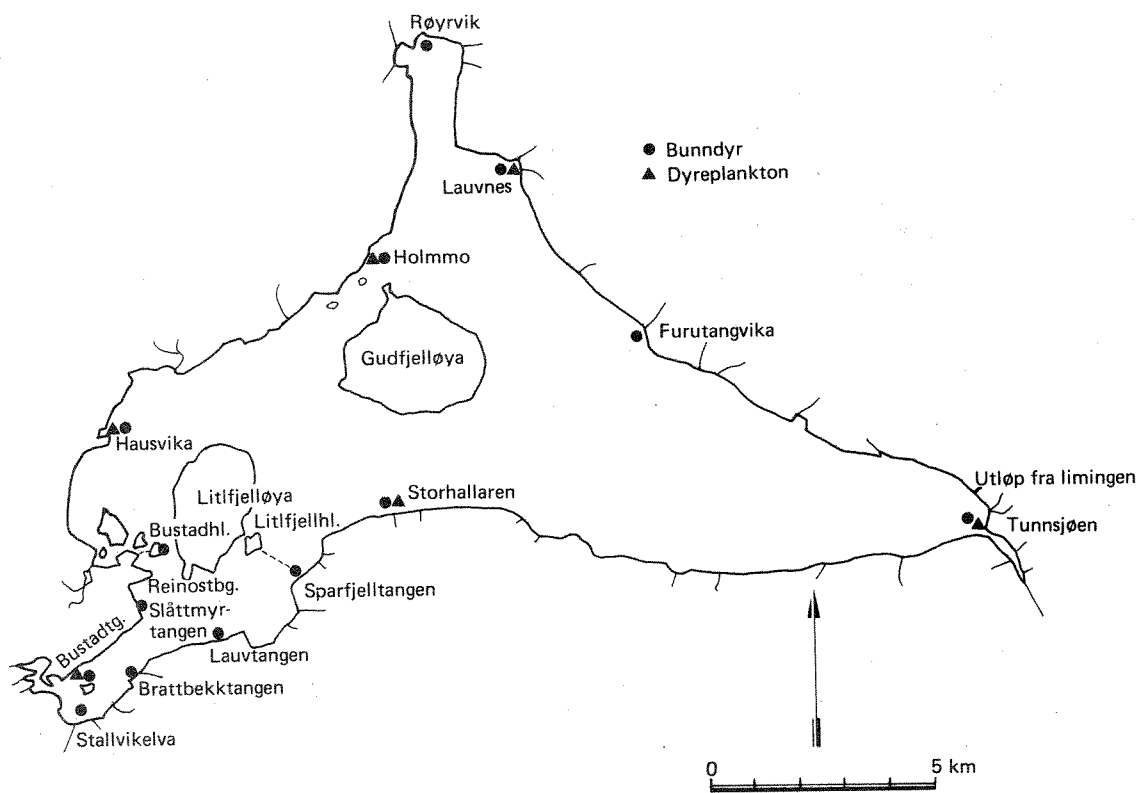 Røyrvik
Bunndyr
Dyreplankton
Lauvnes
Holmmo
Furutangvika
Gudfjelløya
Hausvika
Utløp fra limingen
Litlfjelløya
Storhallaren
Litlfjellhl.
Bustadhl.
Tunnsjøen
Reinostbg.
Sparfjelltangen
Slåttmyr-
tangen
Bustadtg.
Lauvtangen
Brattbekktangen
Stallvikelva
0
5 km